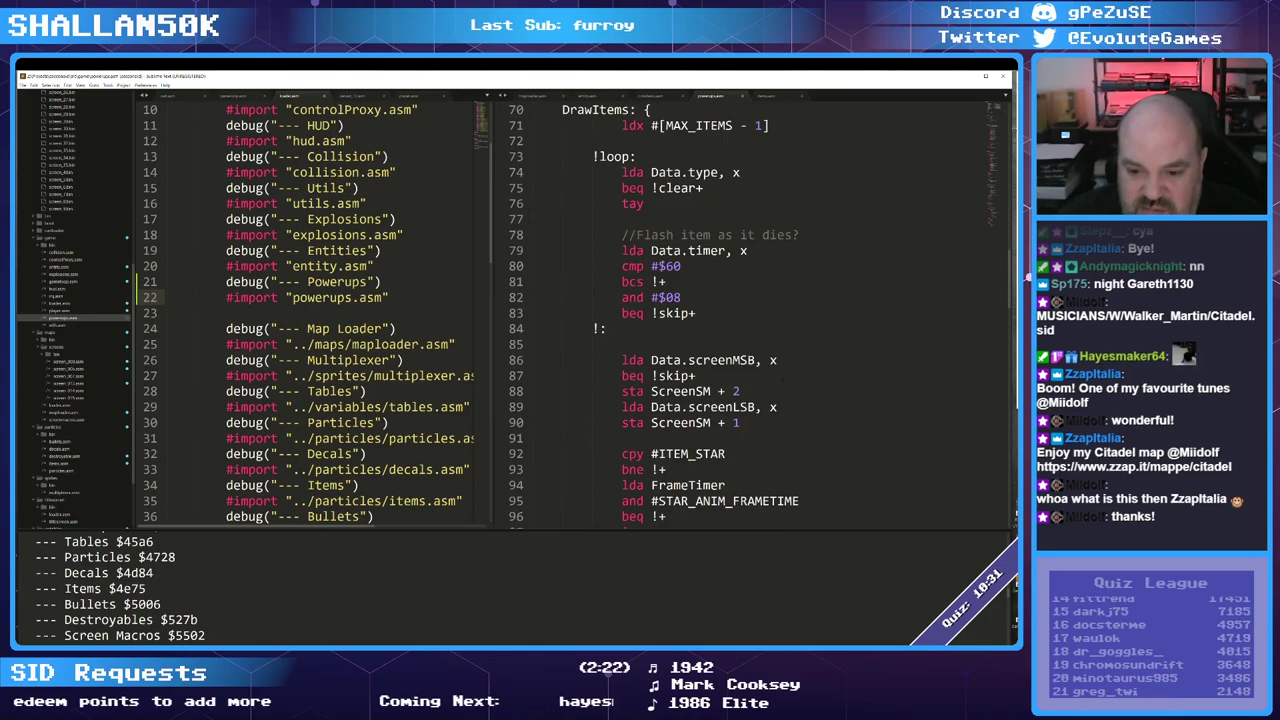 SHALLAN50K
Last Sub: furroy
Discord gPeZuSE
Twitter @EvoluteGames
10 #import "controlProxy.asm"
11 debug("--- HUD")
12 #import "hud.asm"
13 debug("--- Collision")
14 #import "collision.asm"
15 debug("--- Utils")
16 #import "utils.asm"
17 debug("--- Explosions")
18 #import "explosions.asm"
19 debug("--- Entities")
20 #import "entity.asm"
21 debug("--- Powerups")
22 #import "powerups.asm"
23
24 debug("--- Map Loader")
25 #import "../maps/maploader.asm"
26 debug("--- Multiplexer")
27 #import "../sprites/multiplexer.as
28 debug("--- Tables")
29 #import "../variables/tables.asm"
30 debug("--- Particles")
31 #import "../particles/particles.as
32 debug("--- Decals")
33 #import "../particles/decals.asm"
34 debug("--- Items")
35 #import "../particles/items.asm"
36 debug("--- Bullets")
70 DrawItems: {
71 ldx #[MAX_ITEMS - 1]
72
73 !loop:
74 lda Data.type, x
75 beq !clear+
76 tay
77
78 //Flash item as it dies?
79 lda Data.timer, x
80 cmp #$60
81 bcs !+
82 and #$08
83 beq !skip+
84 !:
85
86 lda Data.screenMSB, x
87 beq !skip+
88 sta ScreenSM + 2
89 lda Data.screenLSB, x
90 sta ScreenSM + 1
91
92 cpy #ITEM_STAR
93 bne !+
94 lda FrameTimer
95 and #STAR_ANIM_FRAMETIME
96 beq !+
--- Tables $45a6
--- Particles $4728
--- Decals $4d84
--- Items $4e75
--- Bullets $5006
--- Destroyables $527b
--- Screen Macros $5502
Quiz: 10:31
Stepz__: cya
ZzapItalia: Bye!
Andymagicknight: nn
Sp175: night Gareth1130
Miidolf:
MUSICIANS/W/Walker_Martin/Citadel.
sid
Hayesmaker64:
ZzapItalia:
Boom! One of my favourite tunes
@Miidolf
Miidolf: wonderful!
ZzapItalia:
Enjoy my Citadel map @Miidolf
https://www.zzap.it/mappe/citadel
Miidolf:
whoa what is this then ZzapItalia
Miidolf: thanks!
Quiz League
14 fittrend 17451
15 darkj75 7185
16 docsterme 4957
17 waulok 4719
18 dr_goggles_ 4015
19 chromosundrift 3648
20 minotaurus985 3486
21 greg_twi 2148
SID Requests
edeem points to add more
Coming Next: hayes
(2:22) 1942
Mark Cooksey
1986 Elite